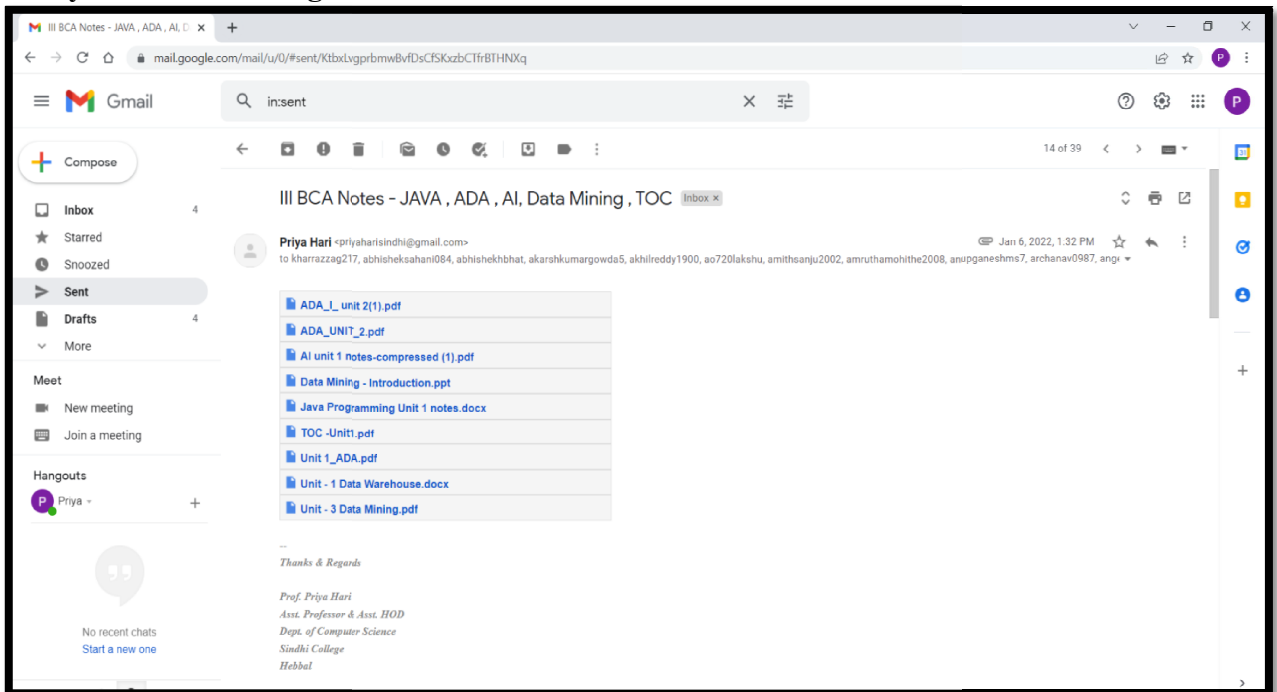 III BCA Notes - JAVA , ADA , AI, D
mail.google.com/mail/u/0/#sent/KtbxLvgprbmwBvfDsCfSKxzbCTfrBTHNXq
P
Gmail
in:sent
P
Compose
14 of 39
31
Inbox 4
Starred
Snoozed
Sent
Drafts 4
More
III BCA Notes - JAVA , ADA , AI, Data Mining , TOC Inbox ×
Priya Hari <priyaharisindhi@gmail.com> Jan 6, 2022, 1:32 PM
to kharrazzag217, abhisheksahani084, abhishekhbhat, akarshkumargowda5, akhilreddy1900, ao720lakshu, amithsanju2002, amruthamohithe2008, anupganeshms7, archanav0987, ang
ADA_I_ unit 2(1).pdf
ADA_UNIT_2.pdf
AI unit 1 notes-compressed (1).pdf
Data Mining - Introduction.ppt
Java Programming Unit 1 notes.docx
TOC -Unit1.pdf
Unit 1_ADA.pdf
Unit - 1 Data Warehouse.docx
Unit - 3 Data Mining.pdf
Meet
New meeting
Join a meeting
Hangouts
P Priya
No recent chats
Start a new one
--
Thanks & Regards
Prof. Priya Hari
Asst. Professor & Asst. HOD
Dept. of Computer Science
Sindhi College
Hebbal